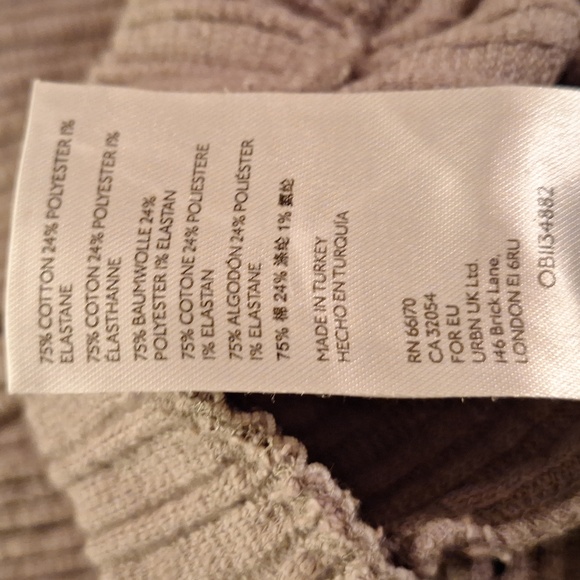 75% COTTON 24% POLYESTER 1%
ELASTANE
75% COTON 24% POLYESTER 1%
ÉLASTHANNE
75% BAUMWOLLE 24%
POLYESTER 1% ELASTAN
75% COTONE 24% POLIESTERE
1% ELASTAN
75% ALGODÓN 24% POLIÉSTER
1% ELASTANE
75% 棉 24% 涤纶 1% 氨纶
MADE IN TURKEY
HECHO EN TURQUÍA
RN 66170
CA 32054
FOR EU
URBN UK Ltd.
146 Brick Lane,
LONDON E1 6RU
OB1134882